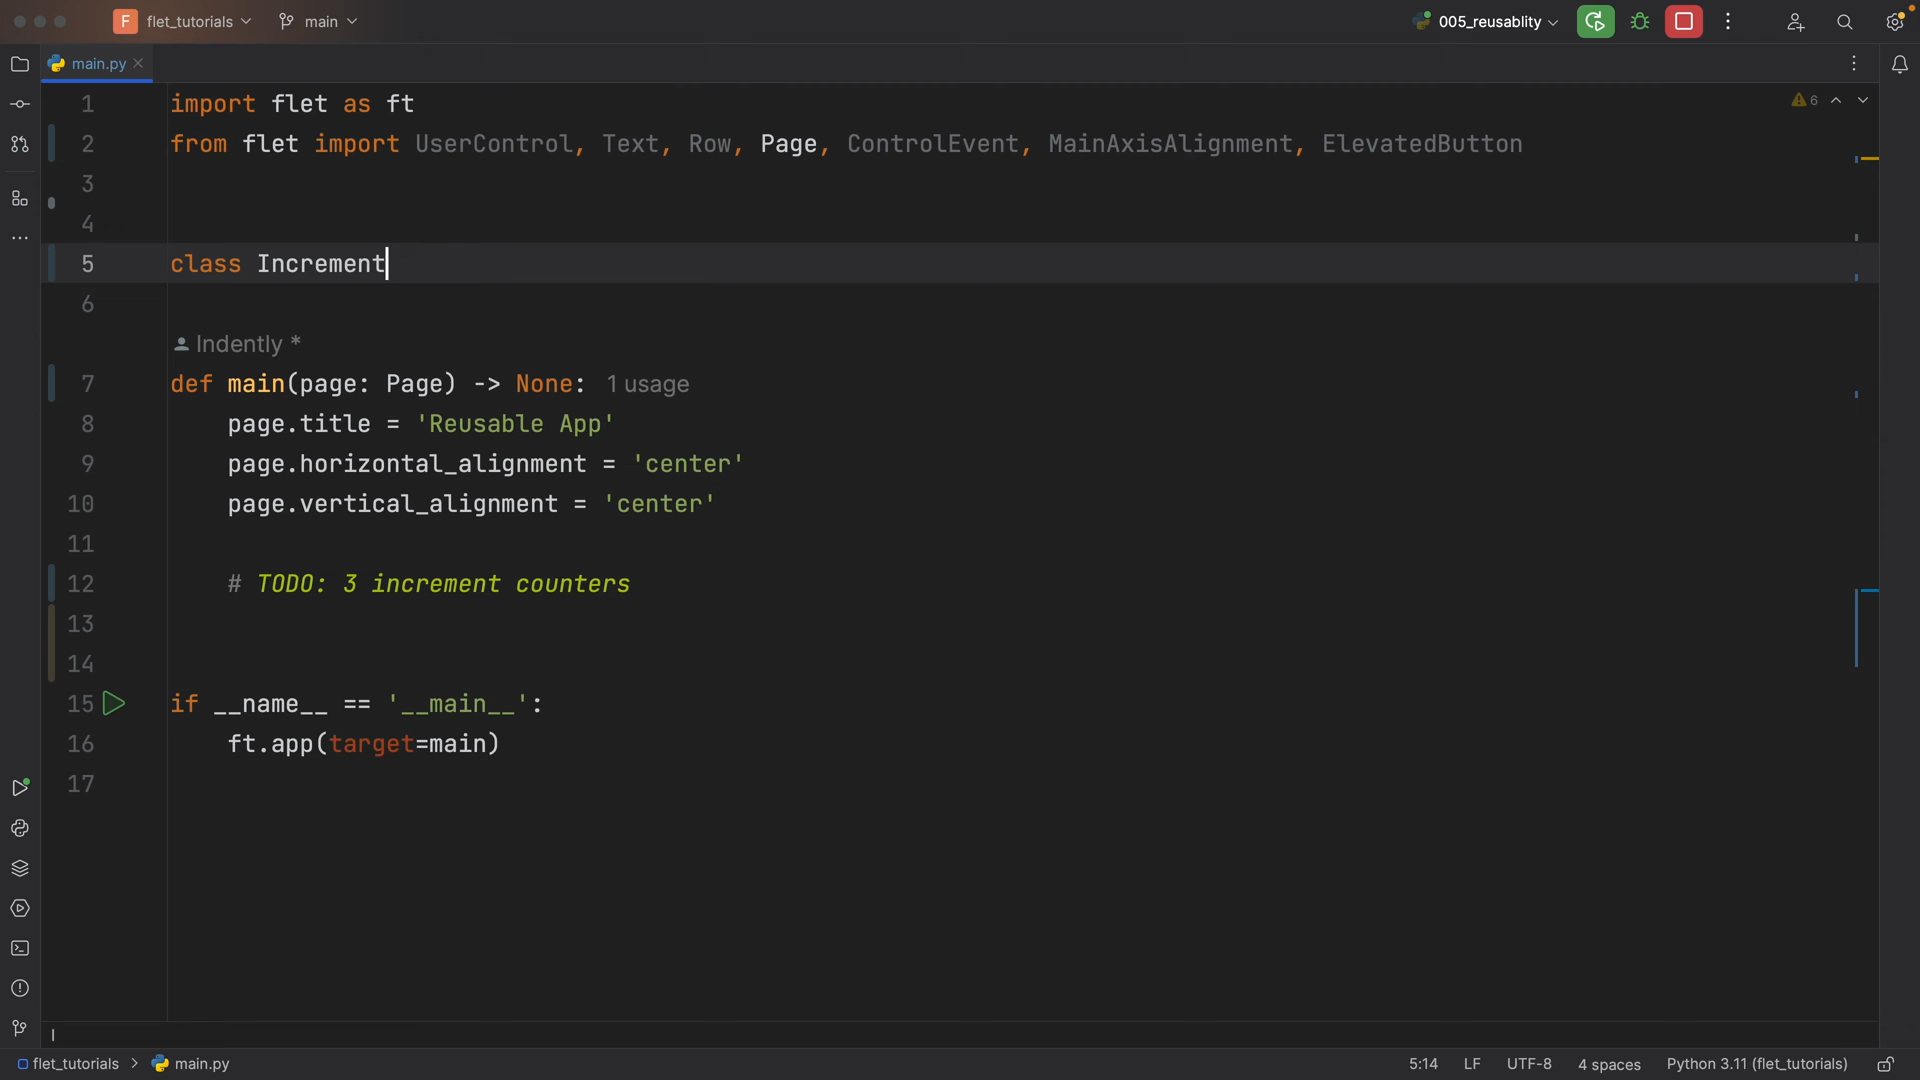 F flet_tutorials main 005_reusablity
main.py
1 import flet as ft
6
2 from flet import UserControl, Text, Row, Page, ControlEvent, MainAxisAlignment, ElevatedButton
3
4
5 class Increment
6
Indently *
7 def main(page: Page) -> None: 1 usage
8 page.title = 'Reusable App'
9 page.horizontal_alignment = 'center'
10 page.vertical_alignment = 'center'
11
12 # TODO: 3 increment counters
13
14
15 if __name__ == '__main__':
16 ft.app(target=main)
17
flet_tutorials > main.py 5:14 LF UTF-8 4 spaces Python 3.11 (flet_tutorials)